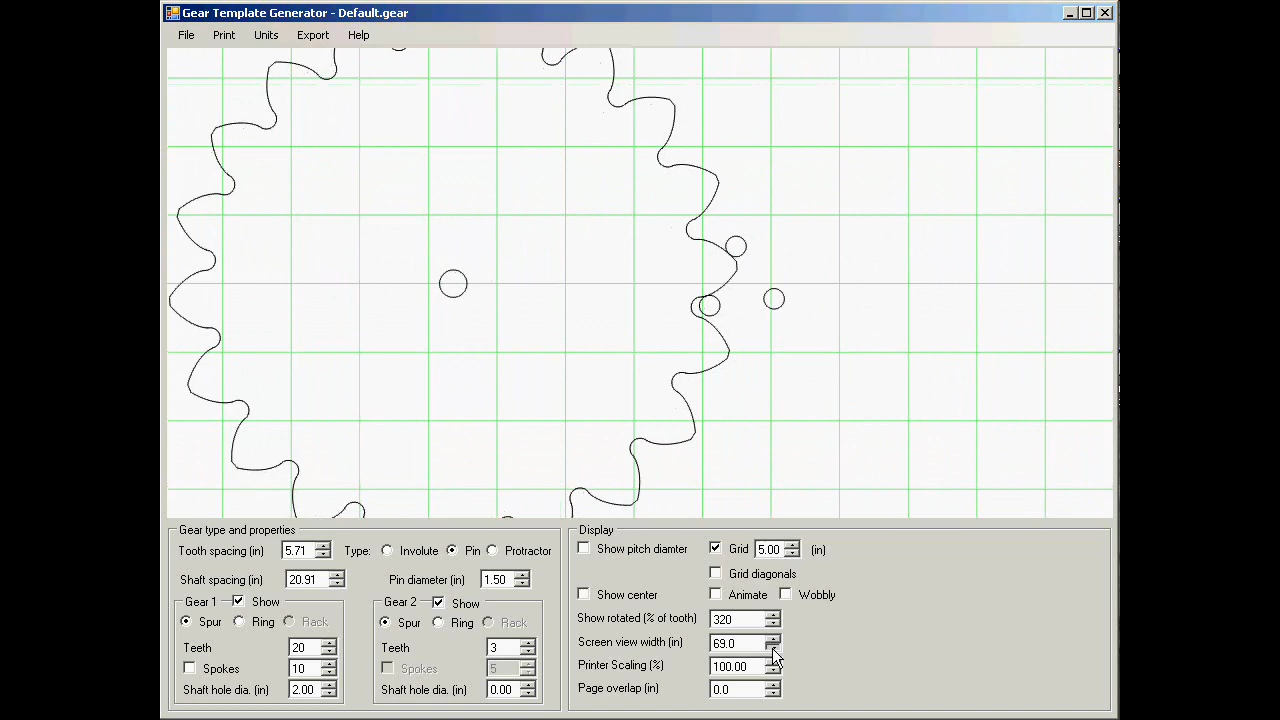 Gear Template Generator - Default.gear
File Print Units Export Help
Gear type and properties
Tooth spacing (in) 5.71 Type: Involute Pin Protractor
Shaft spacing (in) 20.91 Pin diameter (in) 1.50
Gear 1 Show
Spur Ring Rack
Teeth 20
Spokes 10
Shaft hole dia. (in) 2.00
Gear 2 Show
Spur Ring Rack
Teeth 3
Spokes 5
Shaft hole dia. (in) 0.00
Display
Show pitch diamter Grid 5.00 (in)
Grid diagonals
Show center Animate Wobbly
Show rotated (% of tooth) 320
Screen view width (in) 69.0
Printer Scaling (%) 100.00
Page overlap (in) 0.0